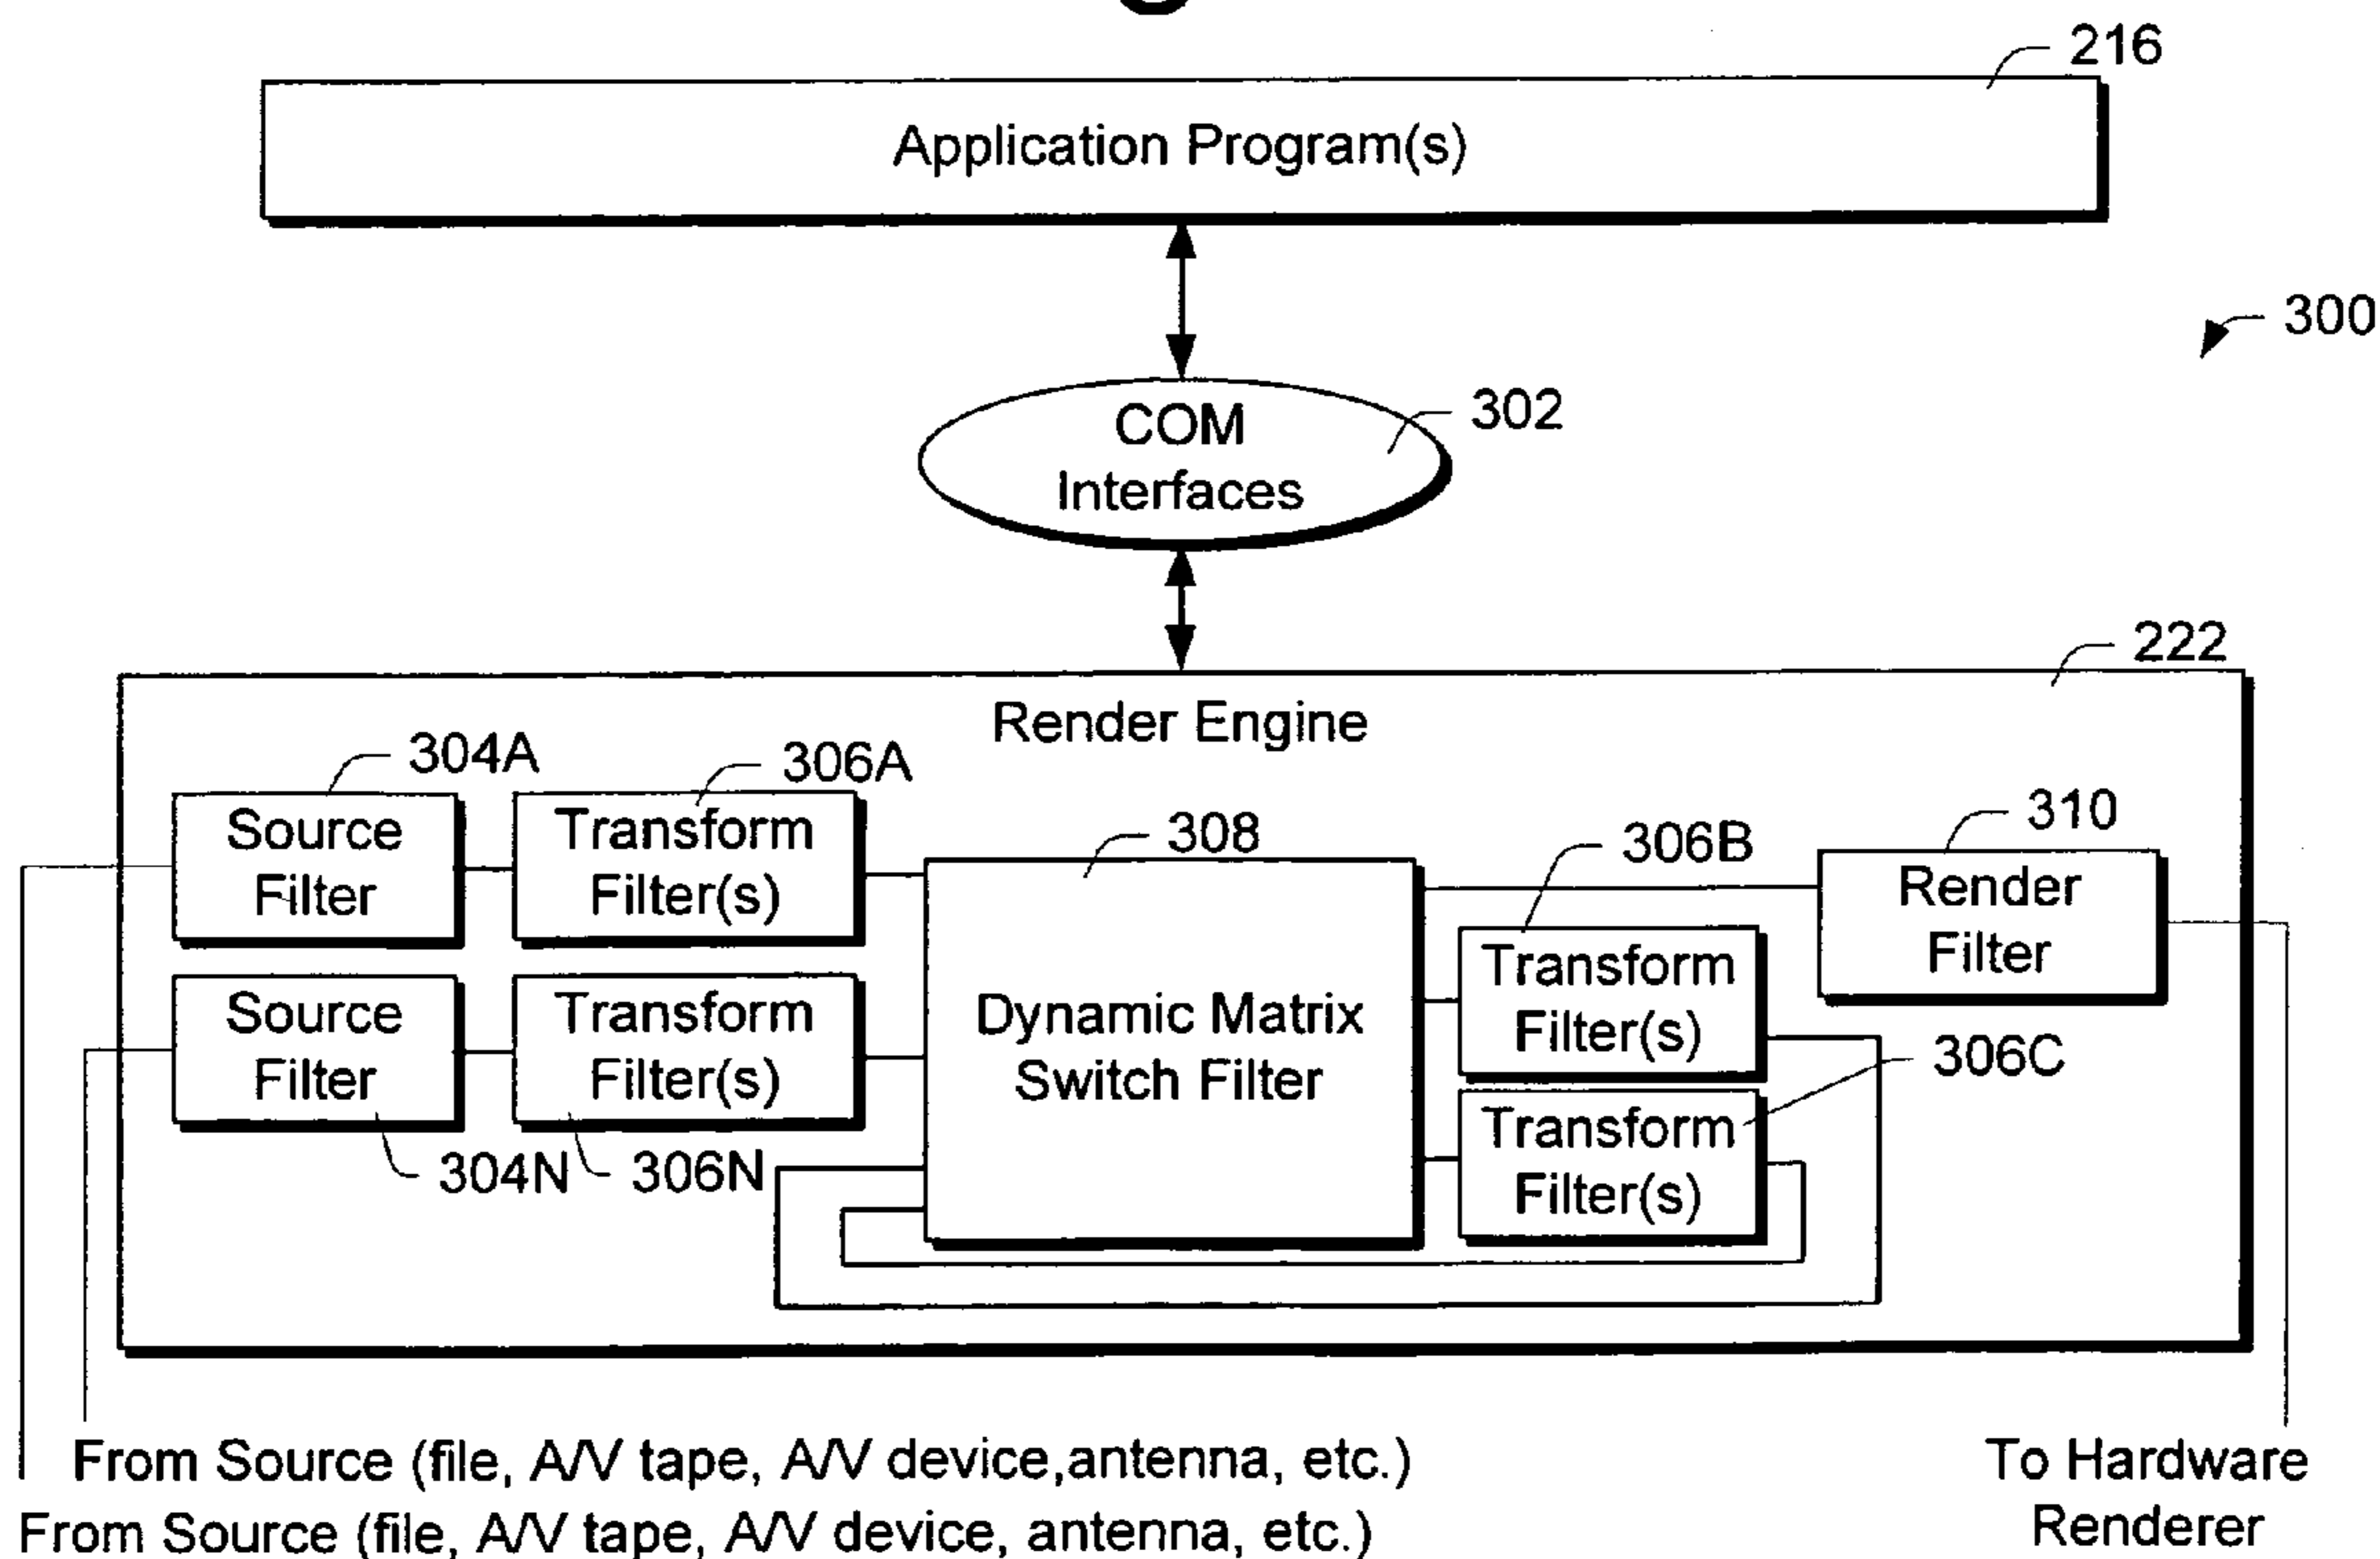 216
Application Program(s)
300
COM
Interfaces
302
222
Render Engine
304A
306A
308
306B
310
Source
Filter
Transform
Filter(s)
Render
Filter
Source
Filter
Transform
Filter(s)
Dynamic Matrix
Switch Filter
Transform
Filter(s)
306C
Transform
Filter(s)
304N
306N
From Source (file, A/V tape, A/V device,antenna, etc.)
From Source (file, A/V tape, A/V device, antenna, etc.)
To Hardware
Renderer